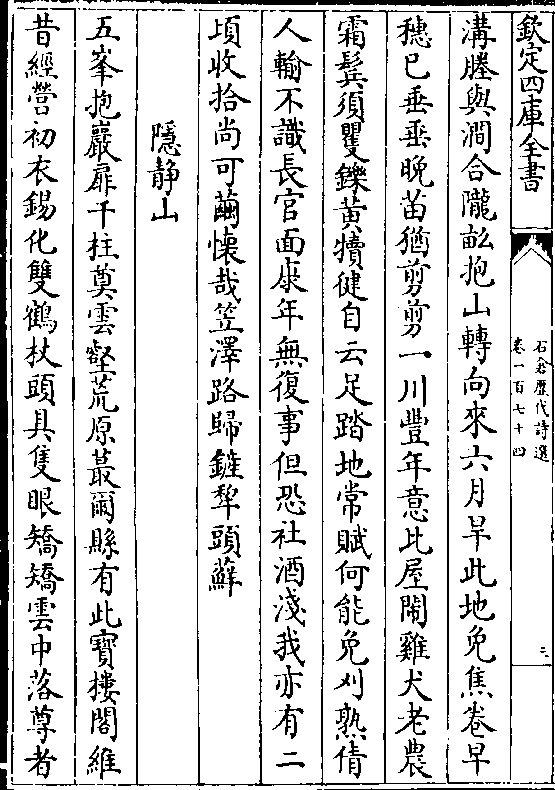 欽定四庫全書
石倉歷代詩選
卷一百七十四
三
溝塍與澗合隴畝抱山轉向來六月旱此地免焦卷早
穗已垂垂晚苗猶剪剪一川豐年意比屋鬧雞犬老農
霜鬂須矍鑠黄犢健自云足踏地常賦何能免刈熟倩
人輸不識長官面康年無復事但恐社酒淺我亦有二
頃收拾尚可繭懷哉笠澤路歸鏟犂頭蘚
隱静山
五峯抱巖扉千柱奠雲壑荒原蕞爾縣有此寶樓閣維
昔經營初衣錫化雙鶴杖頭具隻眼矯矯雲中落尊者